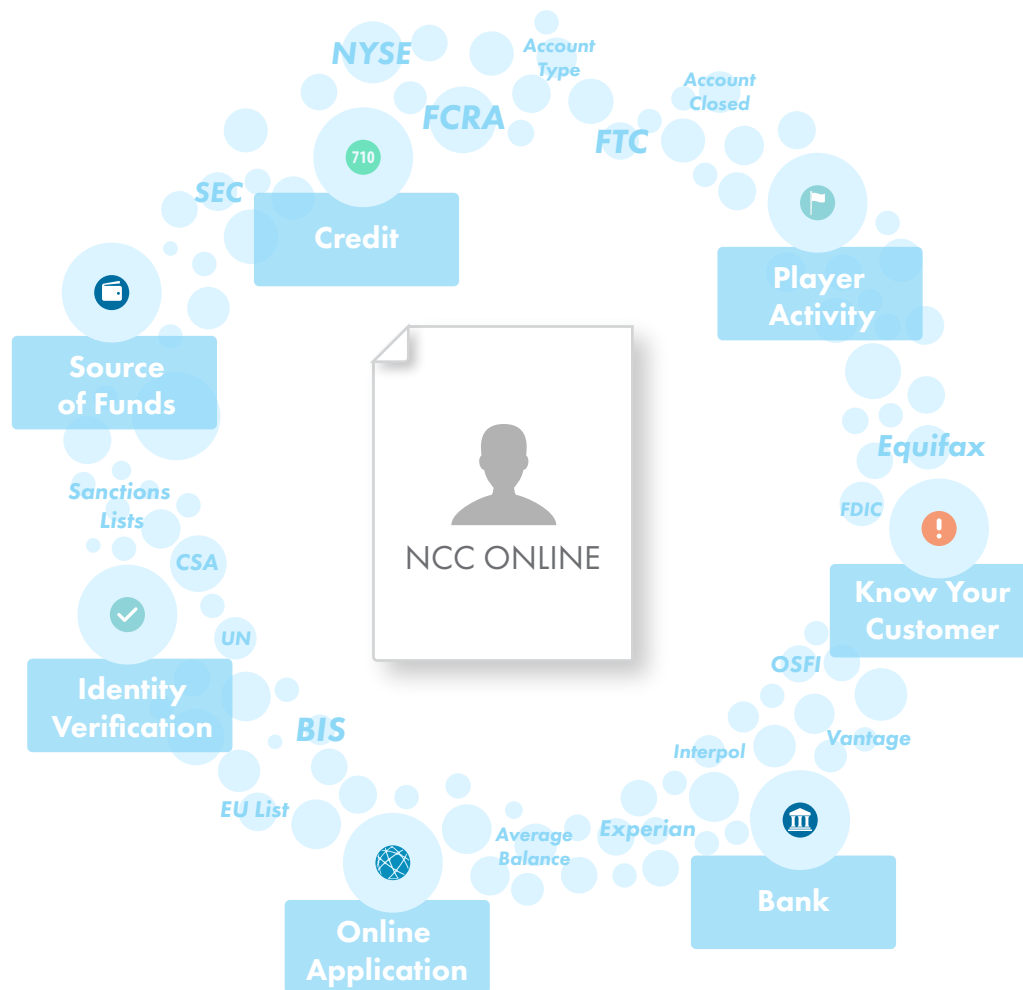 NYSE
Account
Type
Account
Closed
FCRA
FTC
710
SEC
Credit
Player
Activity
Source
of Funds
Equifax
Sanctions
Lists
FDIC
CSA
NCC ONLINE
Know Your
Customer
UN
OSFI
Identity
Verification
BIS
Vantage
Interpol
EU List
Experian
Average
Balance
Bank
Online
Application